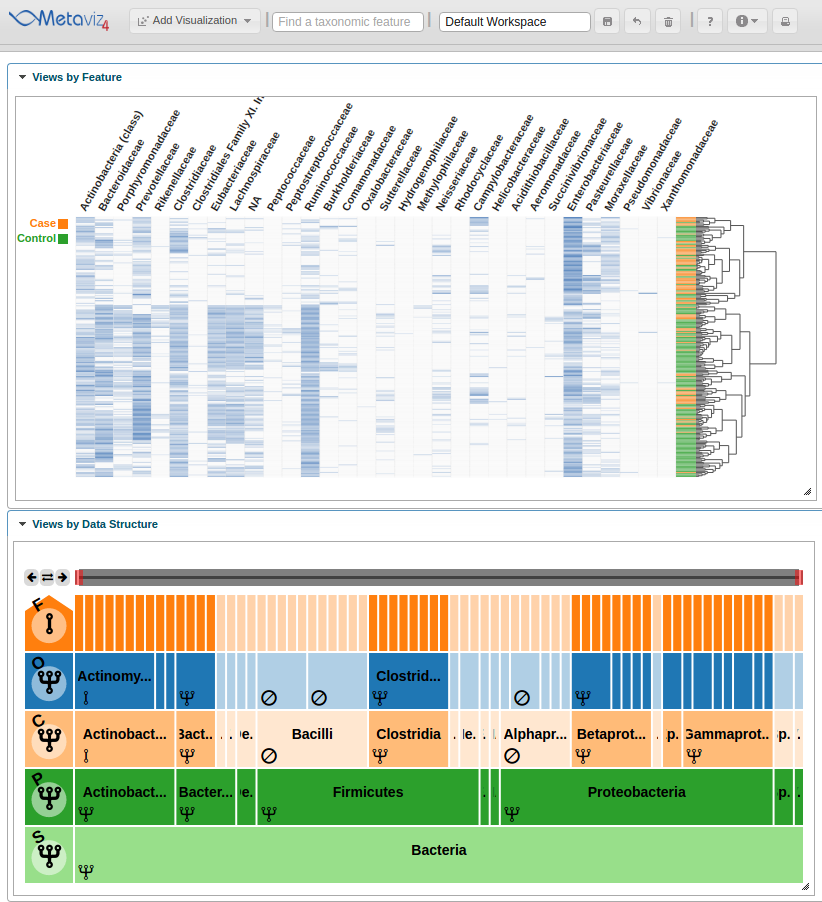 Metaviz 4
Add Visualization
Find a taxonomic feature
Default Workspace
?
Views by Feature
Actinobacteria (class)
Bacteroidaceae
Porphyromonadaceae
Prevotellaceae
Rikenellaceae
Clostridiaceae
Clostridiales Family XI. In
Eubacteriaceae
Lachnospiraceae
NA
Peptococcaceae
Peptostreptococcaceae
Ruminococcaceae
Burkholderiaceae
Comamonadaceae
Oxalobacteraceae
Sutterellaceae
Hydrogenophilaceae
Methylophilaceae
Neisseriaceae
Rhodocyclaceae
Campylobacteraceae
Helicobacteraceae
Acidithiobacillaceae
Aeromonadaceae
Succinivibrionaceae
Enterobacteriaceae
Pasteurellaceae
Moraxellaceae
Pseudomonadaceae
Vibrionaceae
Xanthomonadaceae
Case
Control
Views by Data Structure
F
O Actinomy... Clostrid...
C Actinobact... Bact... Bacilli Clostridia Alphapr... Betaprot... Gammaprot...
P Actinobact... Bacter... Firmicutes Proteobacteria
S Bacteria